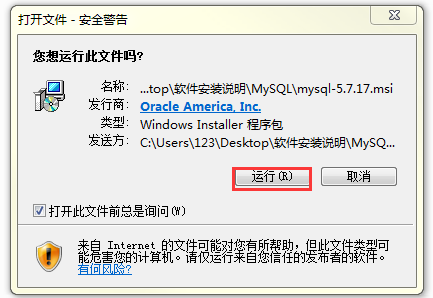 打开文件 - 安全警告
您想运行此文件吗?
名称: ...top\软件安装说明\MySQL\mysql-5.7.17.msi
发行商: Oracle America, Inc.
类型: Windows Installer 程序包
发送方: C:\Users\123\Desktop\软件安装说明\MySQ...
运行(R) 取消
打开此文件前总是询问(W)
来自 Internet 的文件可能对您有所帮助，但此文件类型可
能危害您的计算机。请仅运行来自您信任的发布者的软件。
有何风险?